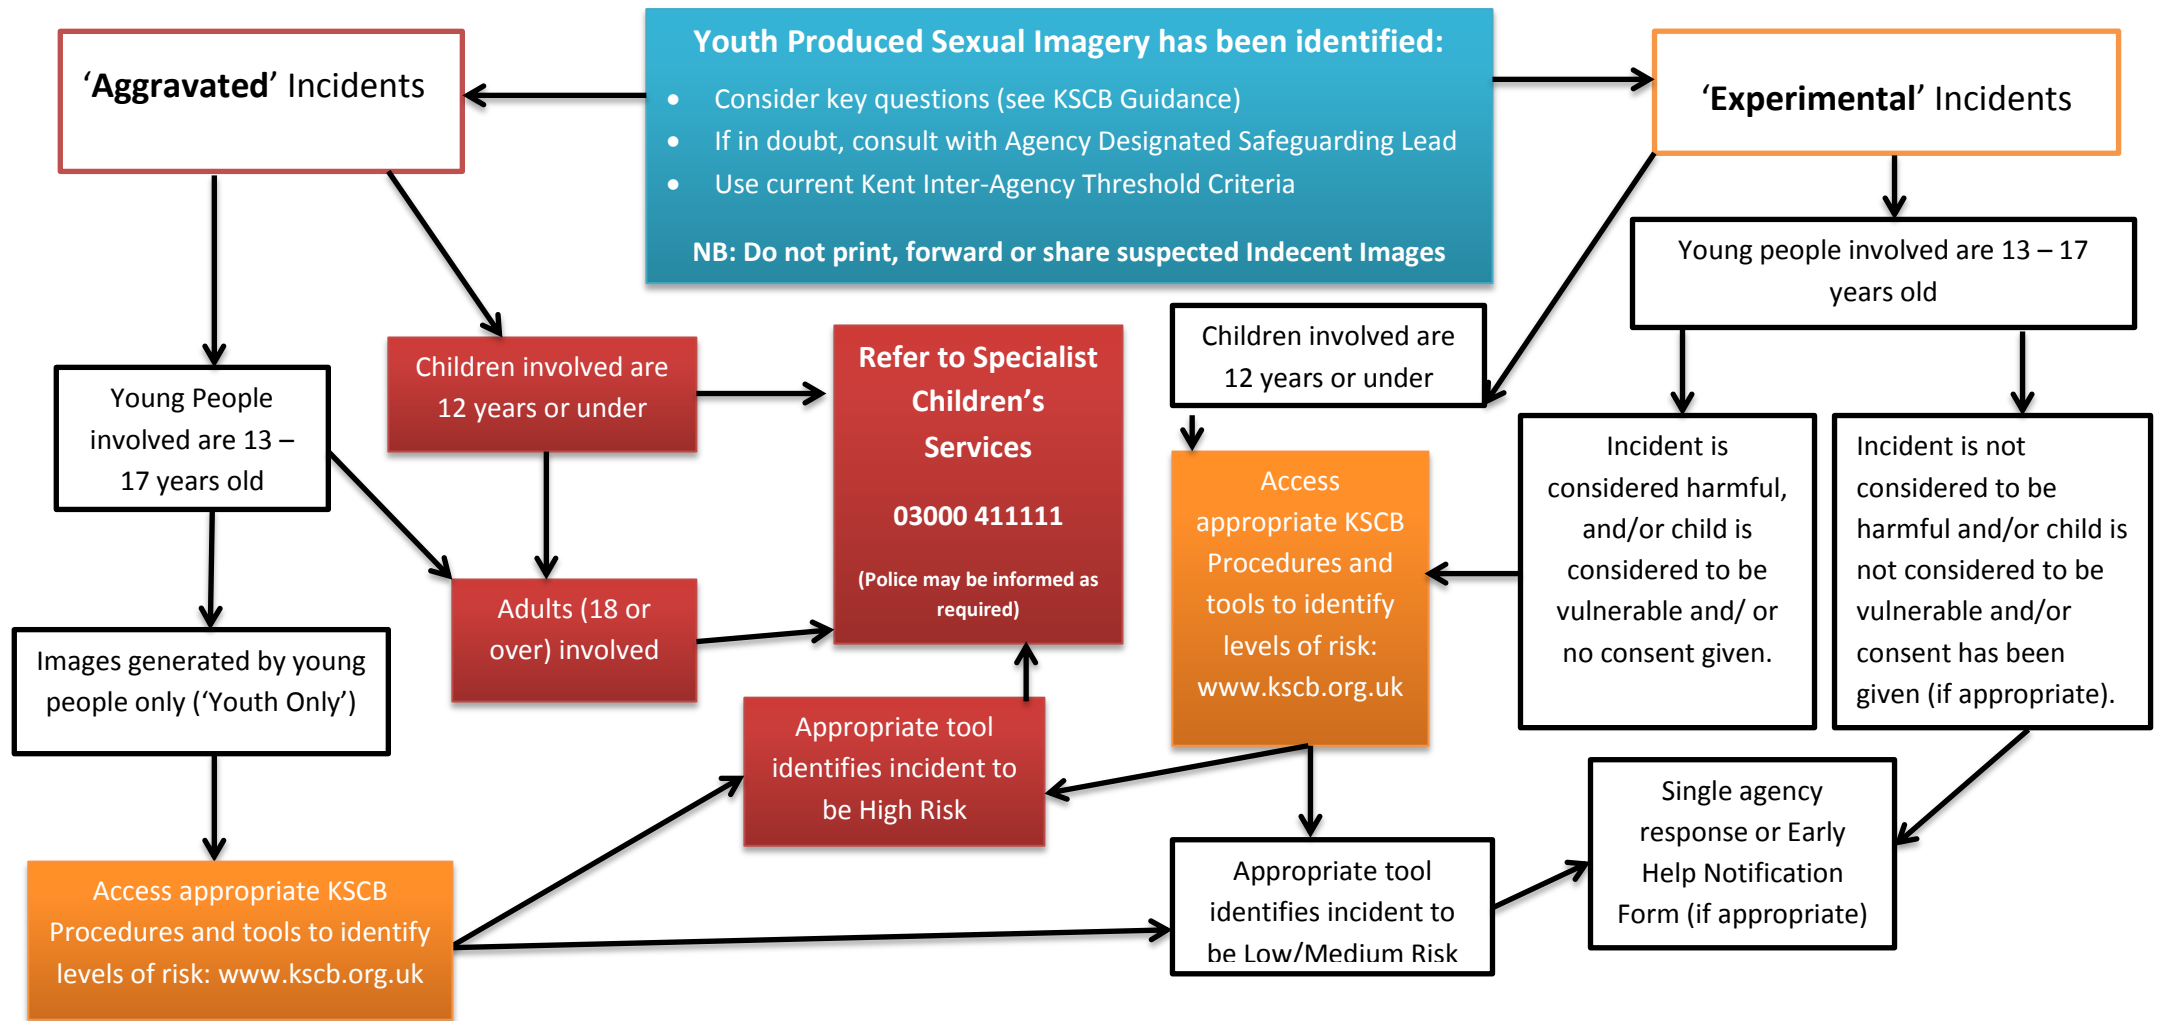 Youth Produced Sexual Imagery has been identified:
• Consider key questions (see KSCB Guidance)
• If in doubt, consult with Agency Designated Safeguarding Lead
• Use current Kent Inter-Agency Threshold Criteria
NB: Do not print, forward or share suspected Indecent Images
‘Aggravated’ Incidents
‘Experimental’ Incidents
Young people involved are 13 – 17
years old
Children involved are
12 years or under
Refer to Specialist
Children’s
Services
03000 411111
(Police may be informed as
required)
Children involved are
12 years or under
Young People
involved are 13 –
17 years old
Adults (18 or
over) involved
Access
appropriate KSCB
Procedures and
tools to identify
levels of risk:
www.kscb.org.uk
Incident is
considered harmful,
and/or child is
considered to be
vulnerable and/ or
no consent given.
Incident is not
considered to be
harmful and/or child is
not considered to be
vulnerable and/or
consent has been
given (if appropriate).
Images generated by young
people only (‘Youth Only’)
Appropriate tool
identifies incident to
be High Risk
Access appropriate KSCB
Procedures and tools to identify
levels of risk: www.kscb.org.uk
Appropriate tool
identifies incident to
be Low/Medium Risk
Single agency
response or Early
Help Notification
Form (if appropriate)